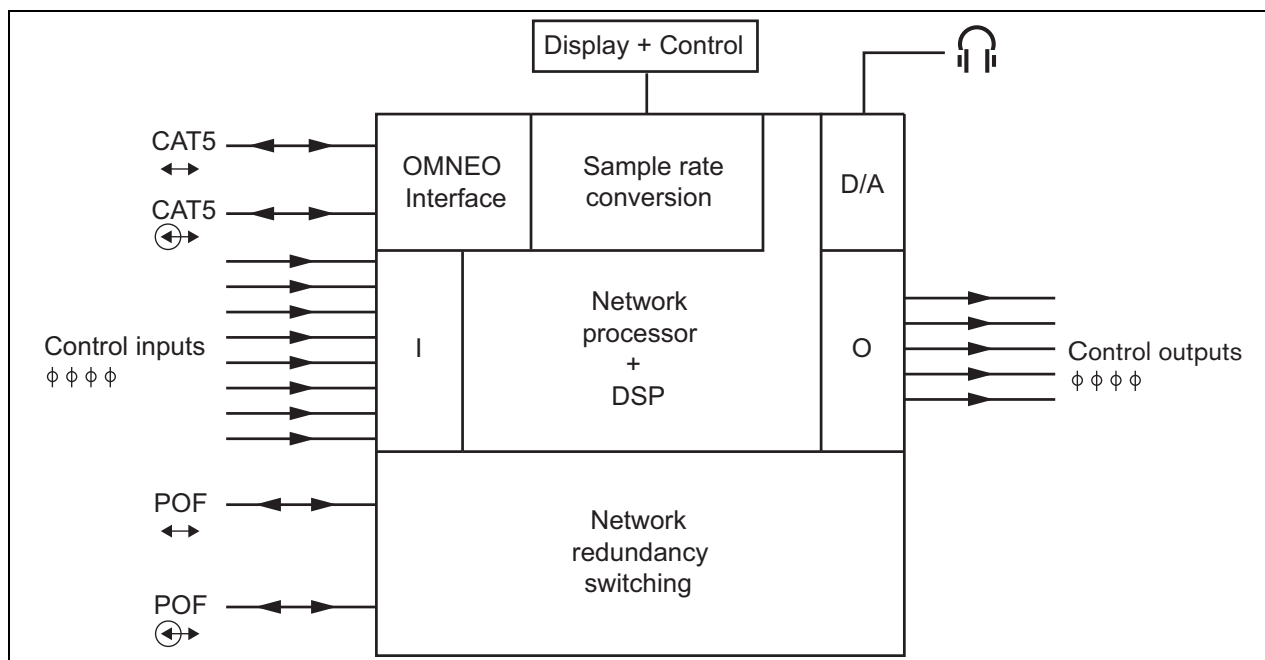 Display + Control
CAT5
CAT5
OMNEO
Interface
Sample rate
conversion
D/A
Control inputs
ϕ ϕ ϕ ϕ
I
Network
processor
+
DSP
O
Control outputs
ϕ ϕ ϕ ϕ
POF
POF
Network
redundancy
switching